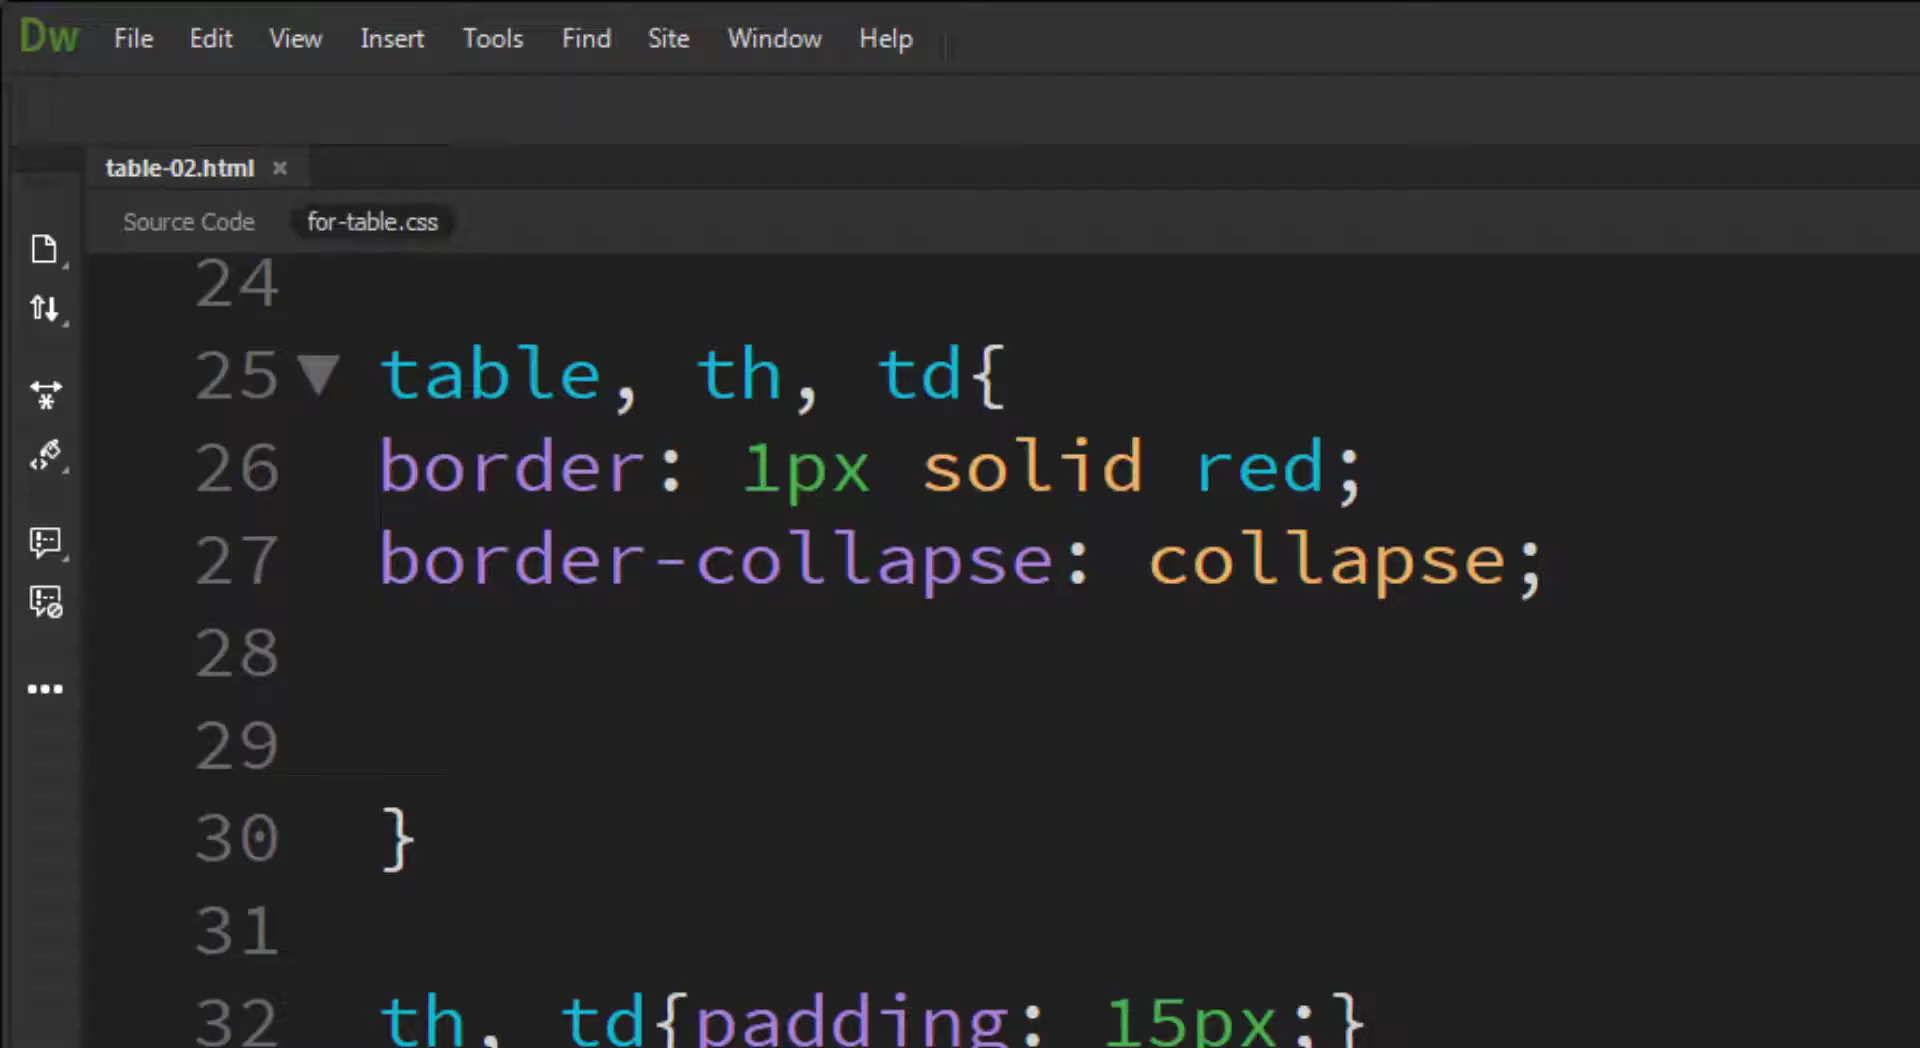 Dw File Edit View Insert Tools Find Site Window Help
table-02.html ×
Source Code for-table.css
24
25 ▼ table, th, td{
26 border: 1px solid red;
27 border-collapse: collapse;
28
29
30 }
31
32 th, td{padding: 15px;}